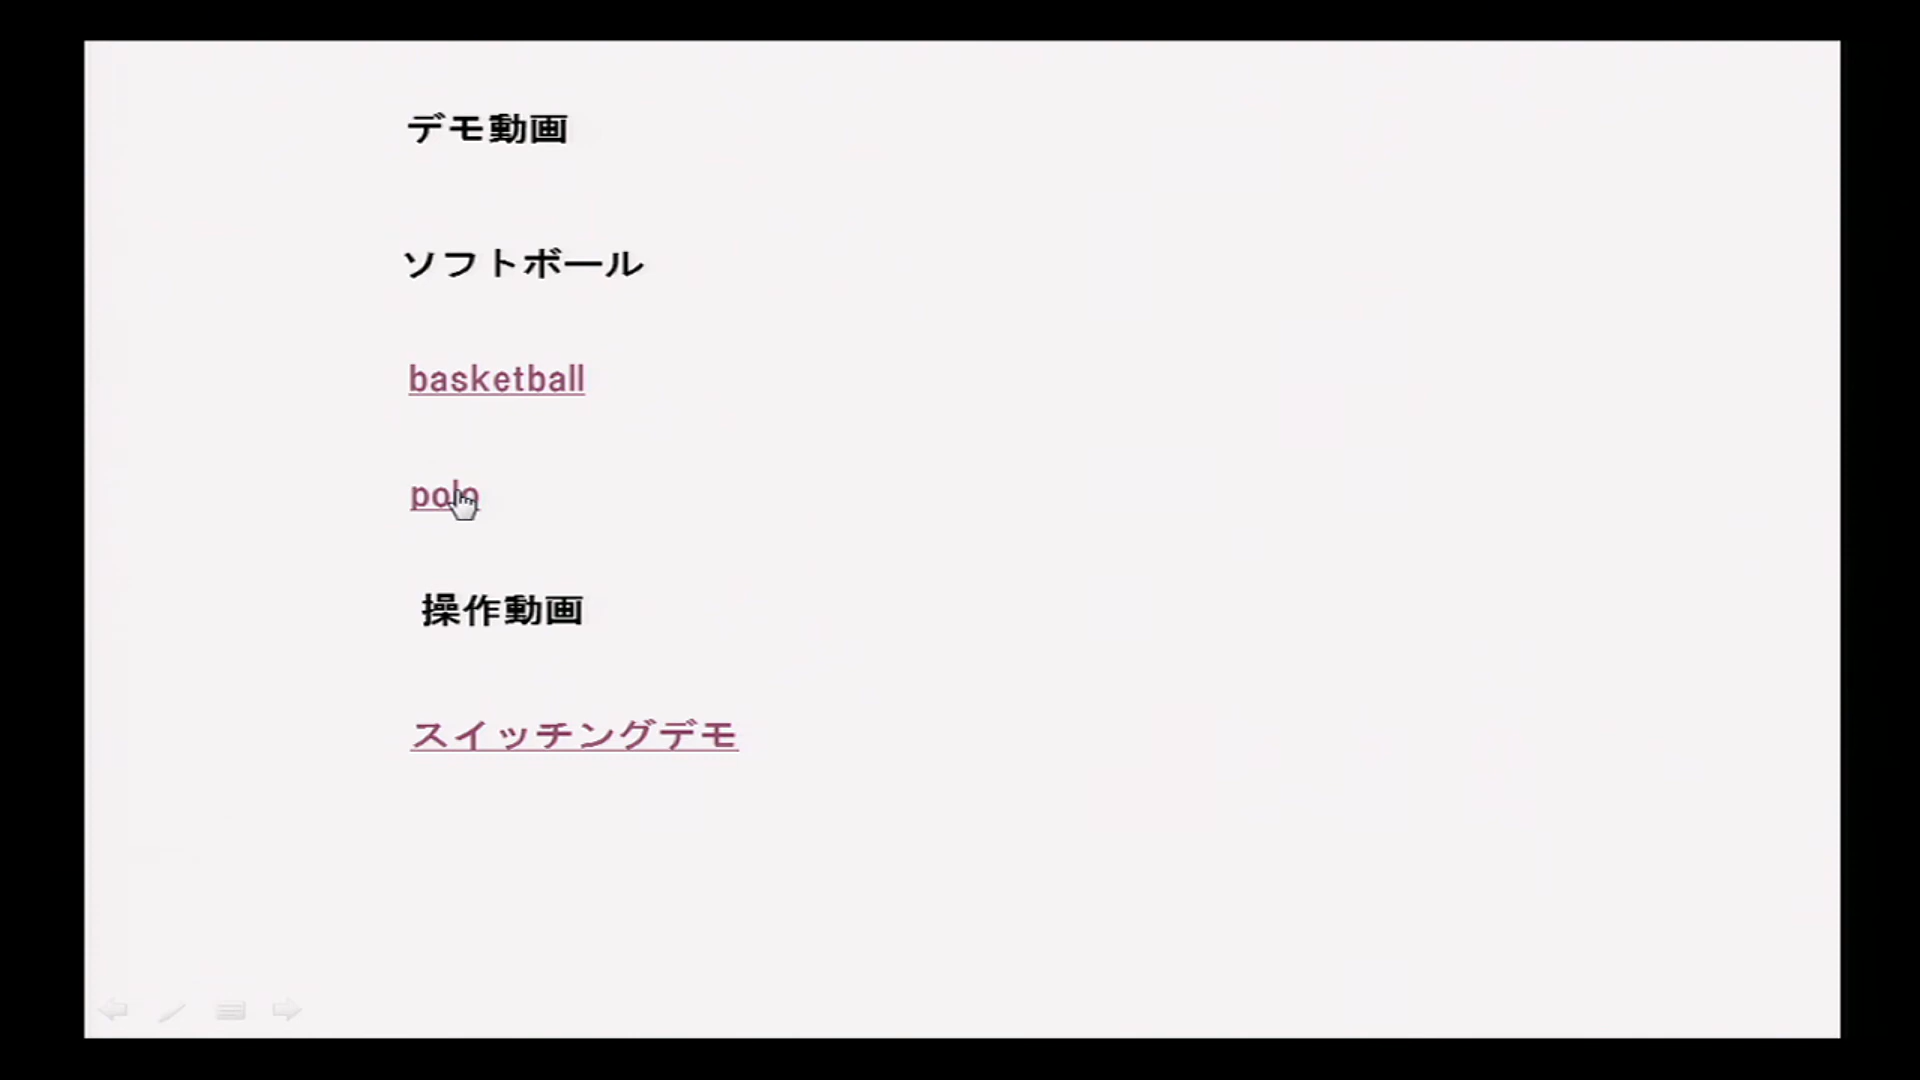 デモ動画
ソフトボール
basketball
polo
操作動画
スイッチングデモ